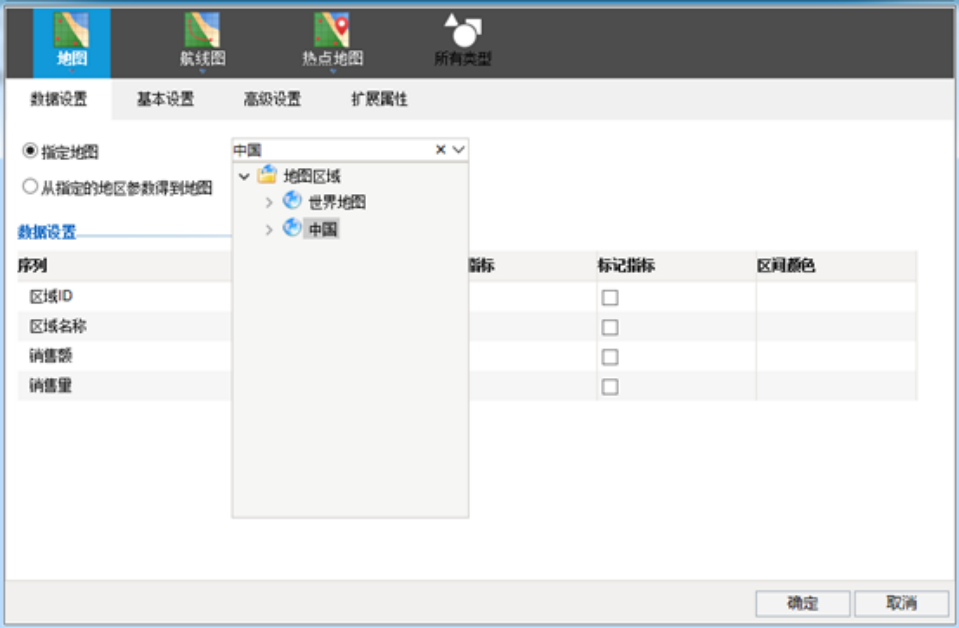 地图 航线图 热点地图 所有类型
数据设置 基本设置 高级设置 扩展属性
指定地图
从指定的地区参数得到地图
中国
地图区域
世界地图
中国
数据设置
序列 指标 标记指标 区间颜色
区域ID
区域名称
销售额
销售量
确定 取消